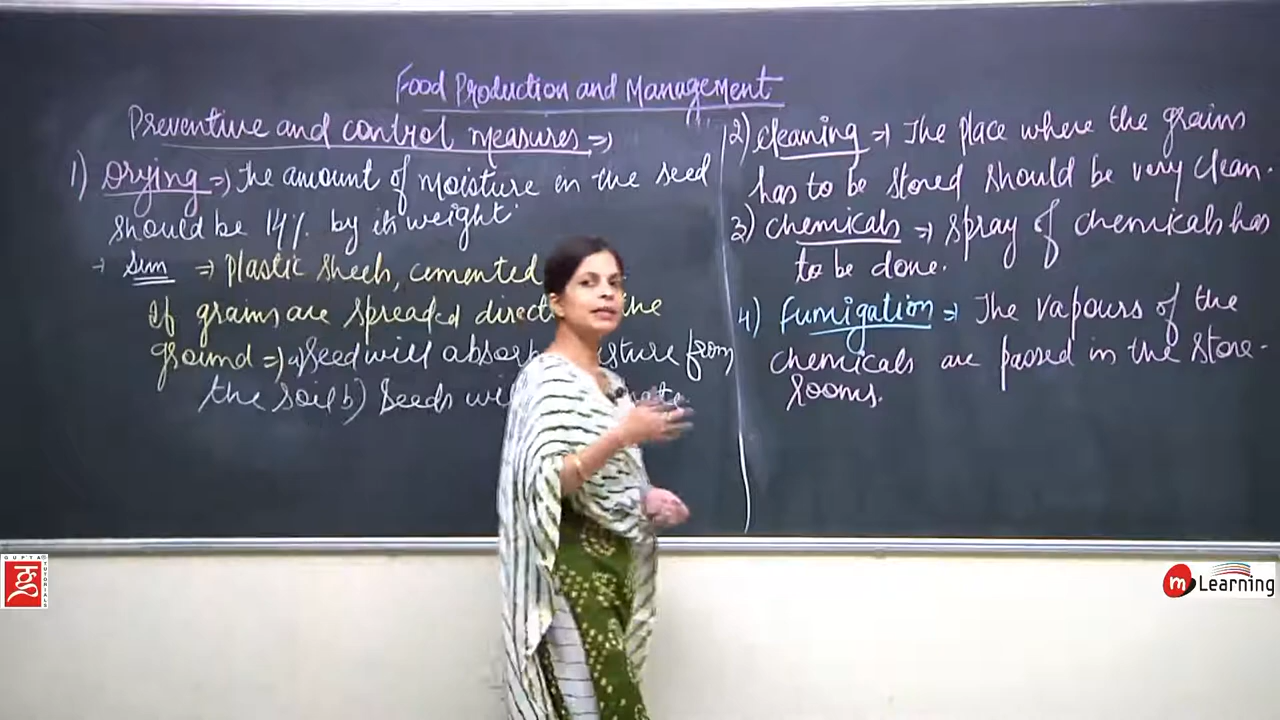 Food Production and Management
Preventive and control measures ⇒
1) Drying ⇒ The amount of moisture in the seed
should be 14% by its weight.
→ Sun ⇒ plastic sheets, cemented
If grains are spreaded direct the
ground ⇒ a) Seed will absorb from
the soil b) Seeds
2) cleaning ⇒ The place where the grains
has to be stored should be very clean.
3) chemicals ⇒ spray of chemicals has
to be done.
4) Fumigation ⇒ The vapours of the
chemicals are passed in the store-
rooms.
GUPTA
TUTORIALS
m Learning